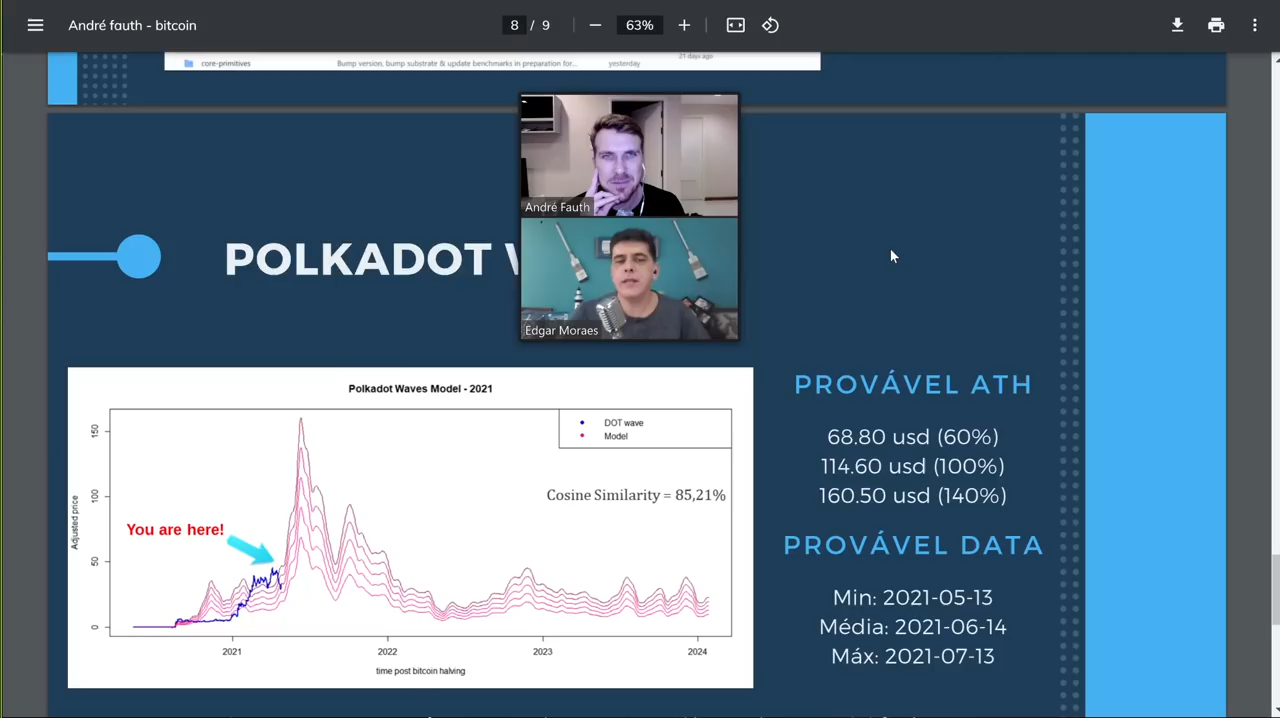 André fauth - bitcoin
8 / 9
63%
core-primitives
Bump version, bump substrate & update benchmarks in preparation for...
yesterday
21 days ago
André Fauth
Edgar Moraes
POLKADOT
Polkadot Waves Model - 2021
DOT wave
Model
Cosine Similarity = 85,21%
You are here!
Adjusted price
150
100
50
0
2021
2022
2023
2024
time post bitcoin halving
PROVÁVEL ATH
68.80 usd (60%)
114.60 usd (100%)
160.50 usd (140%)
PROVÁVEL DATA
Min: 2021-05-13
Média: 2021-06-14
Máx: 2021-07-13